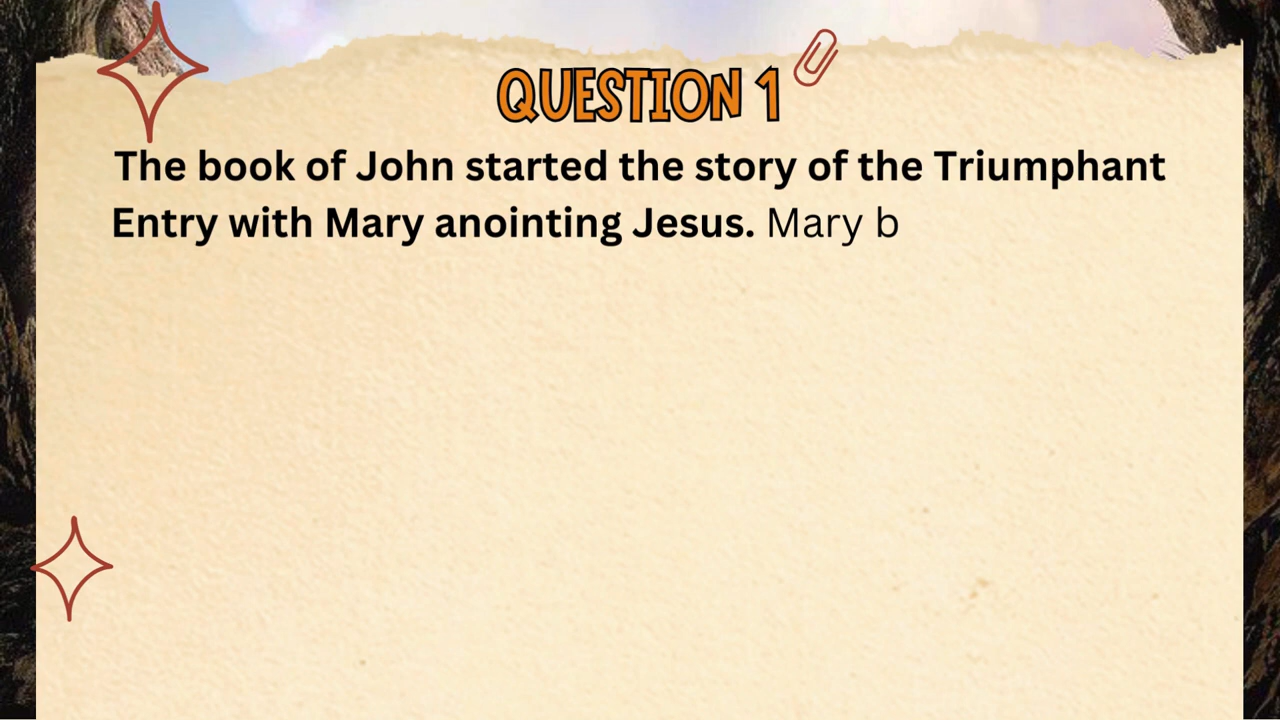 QUESTION 1
The book of John started the story of the Triumphant
Entry with Mary anointing Jesus. Mary b